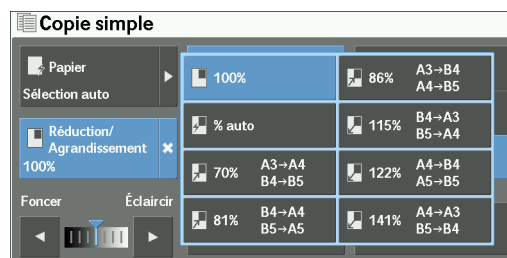 Copie simple
Papier
Sélection auto
Réduction/
Agrandissement
100%
Foncer Éclaircir
100%
% auto
70% A3→A4
B4→B5
81% B4→A4
B5→A5
86% A3→B4
A4→B5
115% B4→A3
B5→A4
122% A4→B4
A5→B5
141% A4→A3
B5→B4